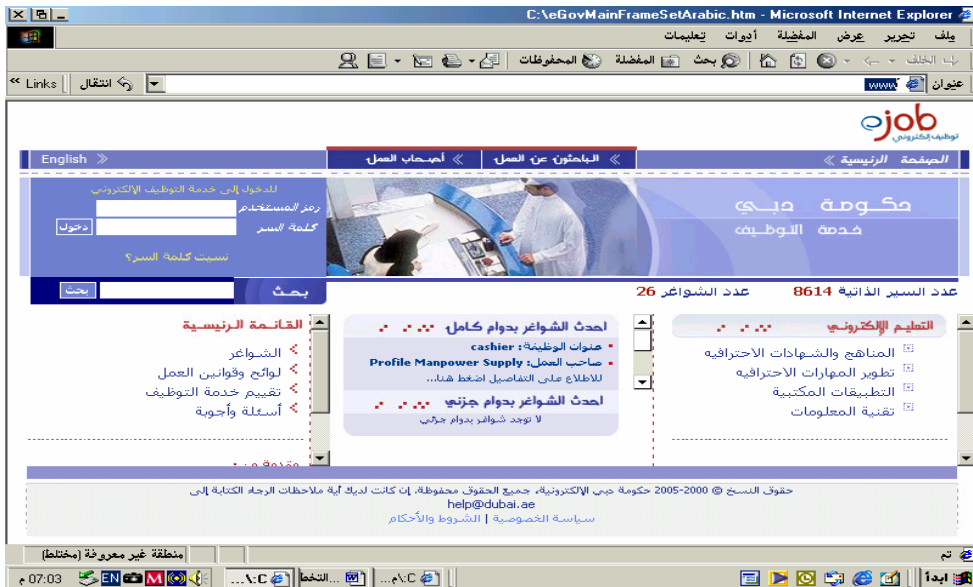 C:\eGovMainFrameSetArabic.htm - Microsoft Internet Explorer
ملف تحرير عرض المفضلة أدوات تعليمات
الخلف بحث المفضلة المحفوظات
عنوان www انتقال Links
ejob
توظيف إلكتروني
الصفحة الرئيسية الباحثون عن العمل أصحاب العمل English
حكومة دبي
خدمة التوظيف
للدخول إلى خدمة التوظيف الإلكتروني
رمز المستخدم
كلمة السر دخول
نسيت كلمة السر؟
عدد السير الذاتية 8614 عدد الشواغر 26
بحث بحث
التعليم الإلكتروني
المناهج والشهادات الاحترافيه
تطوير المهارات الاحترافيه
التطبيقات المكتبية
تقنية المعلومات
احدث الشواغر بدوام كامل
عنوان الوظيفة: cashier
صاحب العمل: Profile Manpower Supply
للاطلاع على التفاصيل اضغط هنا...
احدث الشواغر بدوام جزئي
لا توجد شواغر بدوام جزئي
القائمة الرئيسية
الشواغر
لوائح وقوانين العمل
تقييم خدمة التوظيف
أسئلة وأجوبة
حقوق النسخ © 2000-2005 حكومة دبي الإلكترونية، جميع الحقوق محفوظة. إن كانت لديك أية ملاحظات الرجاء الكتابة إلى
help@dubai.ae
سياسة الخصوصية | الشروط والأحكام
تم منطقة غير معروفة (مختلط)
ابدأ C:\... التخط... C:\... EN 07:03 م